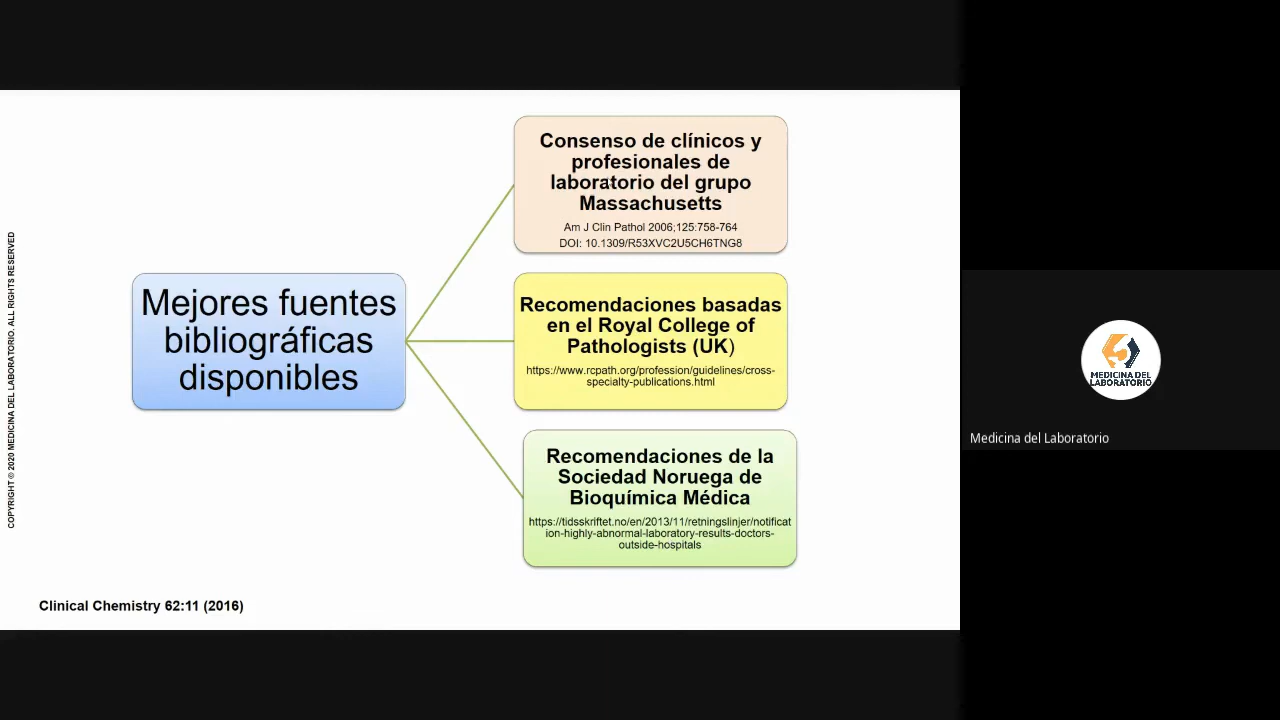 COPYRIGHT © 2020 MEDICINA DEL LABORATORIO. ALL RIGHTS RESERVED
Mejores fuentes
bibliográficas
disponibles
Consenso de clínicos y
profesionales de
laboratorio del grupo
Massachusetts
Am J Clin Pathol 2006;125:758-764
DOI: 10.1309/R53XVC2U5CH6TNG8
Recomendaciones basadas
en el Royal College of
Pathologists (UK)
https://www.rcpath.org/profession/guidelines/cross-
specialty-publications.html
Recomendaciones de la
Sociedad Noruega de
Bioquímica Médica
https://tidsskriftet.no/en/2013/11/retningslinjer/notificat
ion-highly-abnormal-laboratory-results-doctors-
outside-hospitals
Clinical Chemistry 62:11 (2016)
MEDICINA DEL
LABORATORIO
Medicina del Laboratorio